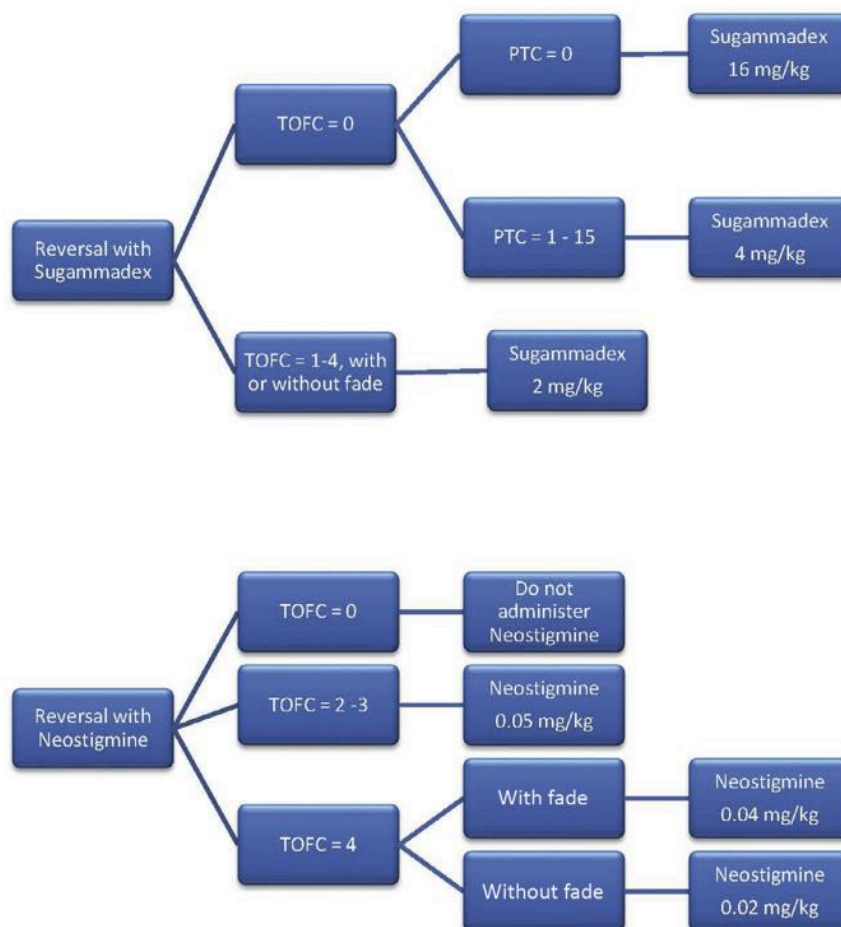 Reversal with
Sugammadex
TOFC = 0
PTC = 0
Sugammadex
16 mg/kg
PTC = 1 - 15
Sugammadex
4 mg/kg
TOFC = 1-4, with
or without fade
Sugammadex
2 mg/kg
Reversal with
Neostigmine
TOFC = 0
Do not
administer
Neostigmine
TOFC = 2 -3
Neostigmine
0.05 mg/kg
TOFC = 4
With fade
Neostigmine
0.04 mg/kg
Without fade
Neostigmine
0.02 mg/kg